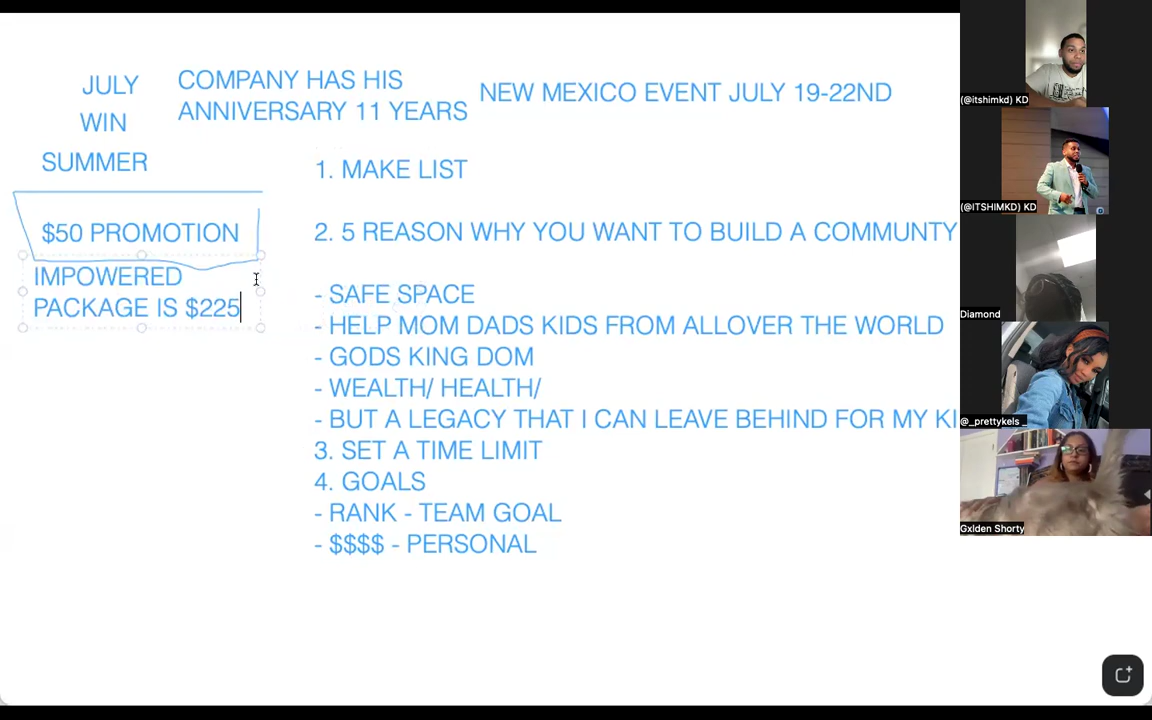 JULY
WIN
SUMMER
COMPANY HAS HIS
ANNIVERSARY 11 YEARS
NEW MEXICO EVENT JULY 19-22ND
$50 PROMOTION
IMPOWERED
PACKAGE IS $225
1. MAKE LIST
2. 5 REASON WHY YOU WANT TO BUILD A COMMUNTY
- SAFE SPACE
- HELP MOM DADS KIDS FROM ALLOVER THE WORLD
- GODS KING DOM
- WEALTH/ HEALTH/
- BUT A LEGACY THAT I CAN LEAVE BEHIND FOR MY KI
3. SET A TIME LIMIT
4. GOALS
- RANK - TEAM GOAL
- $$$$ - PERSONAL
(@itshimkd) KD
(@ITSHIMKD) KD
Diamond
@_prettykels_
Gxlden Shorty